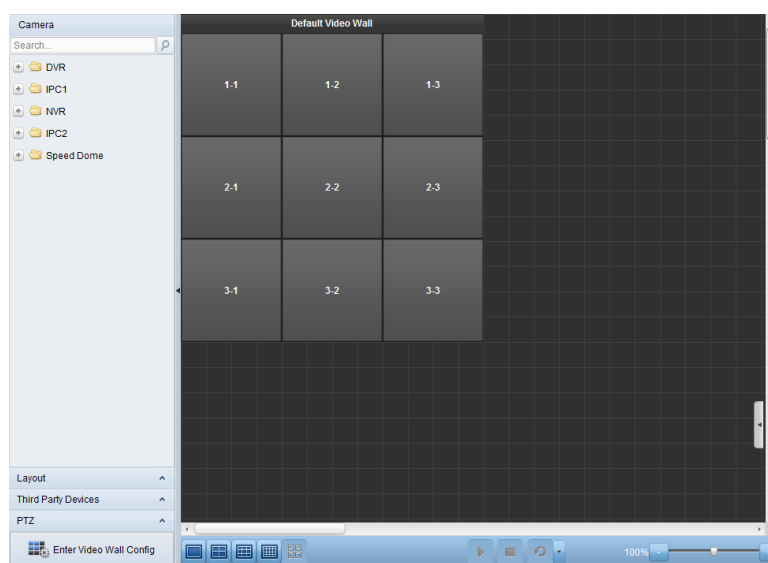 Camera
Default Video Wall
Search...
DVR
IPC1
NVR
IPC2
Speed Dome
1-1 1-2 1-3
2-1 2-2 2-3
3-1 3-2 3-3
Layout
Third Party Devices
PTZ
Enter Video Wall Config
100%